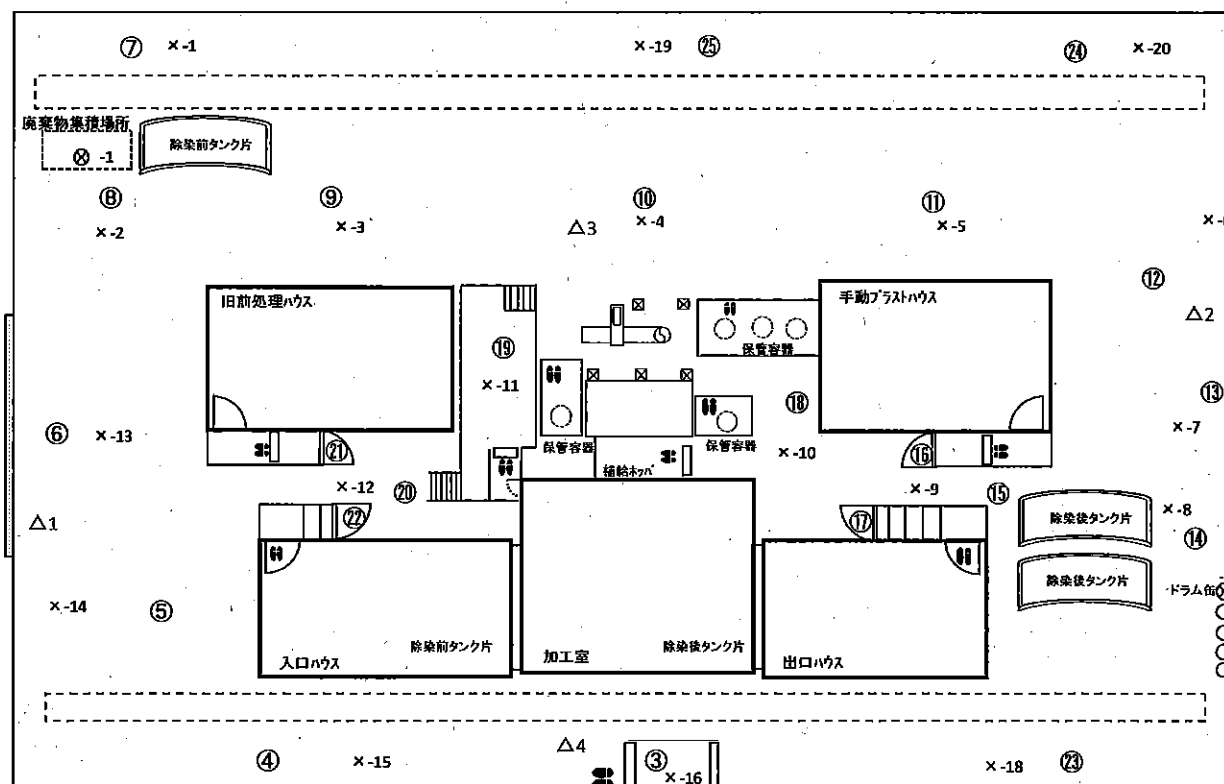 ⑦ ×-1 ×-19 ㉕ ㉔ ×-20
廃棄物集積場所
⊗ -1
除染前タンク片
⑧ ⑨ ⑩ ⑪
×-2 ×-3 △3 ×-4 ×-5
⑫
旧前処理ハウス
手動ブラストハウス
△2
保管容器
⑲
×-11
⑬
⑱
⑥ ×-13
×-7
保管容器
保管容器
㉑
×-10
⑯
補給ホッパ
×-12 ⑳
×-9 ⑮
△1
㉒
⑰
除染後タンク片
×-8
⑭
除染後タンク片
ドラム缶
×-14 ⑤
除染前タンク片
入口ハウス
加工室
除染後タンク片
出口ハウス
④ ×-15 △4 ③ ×-16 ×-18 ㉓